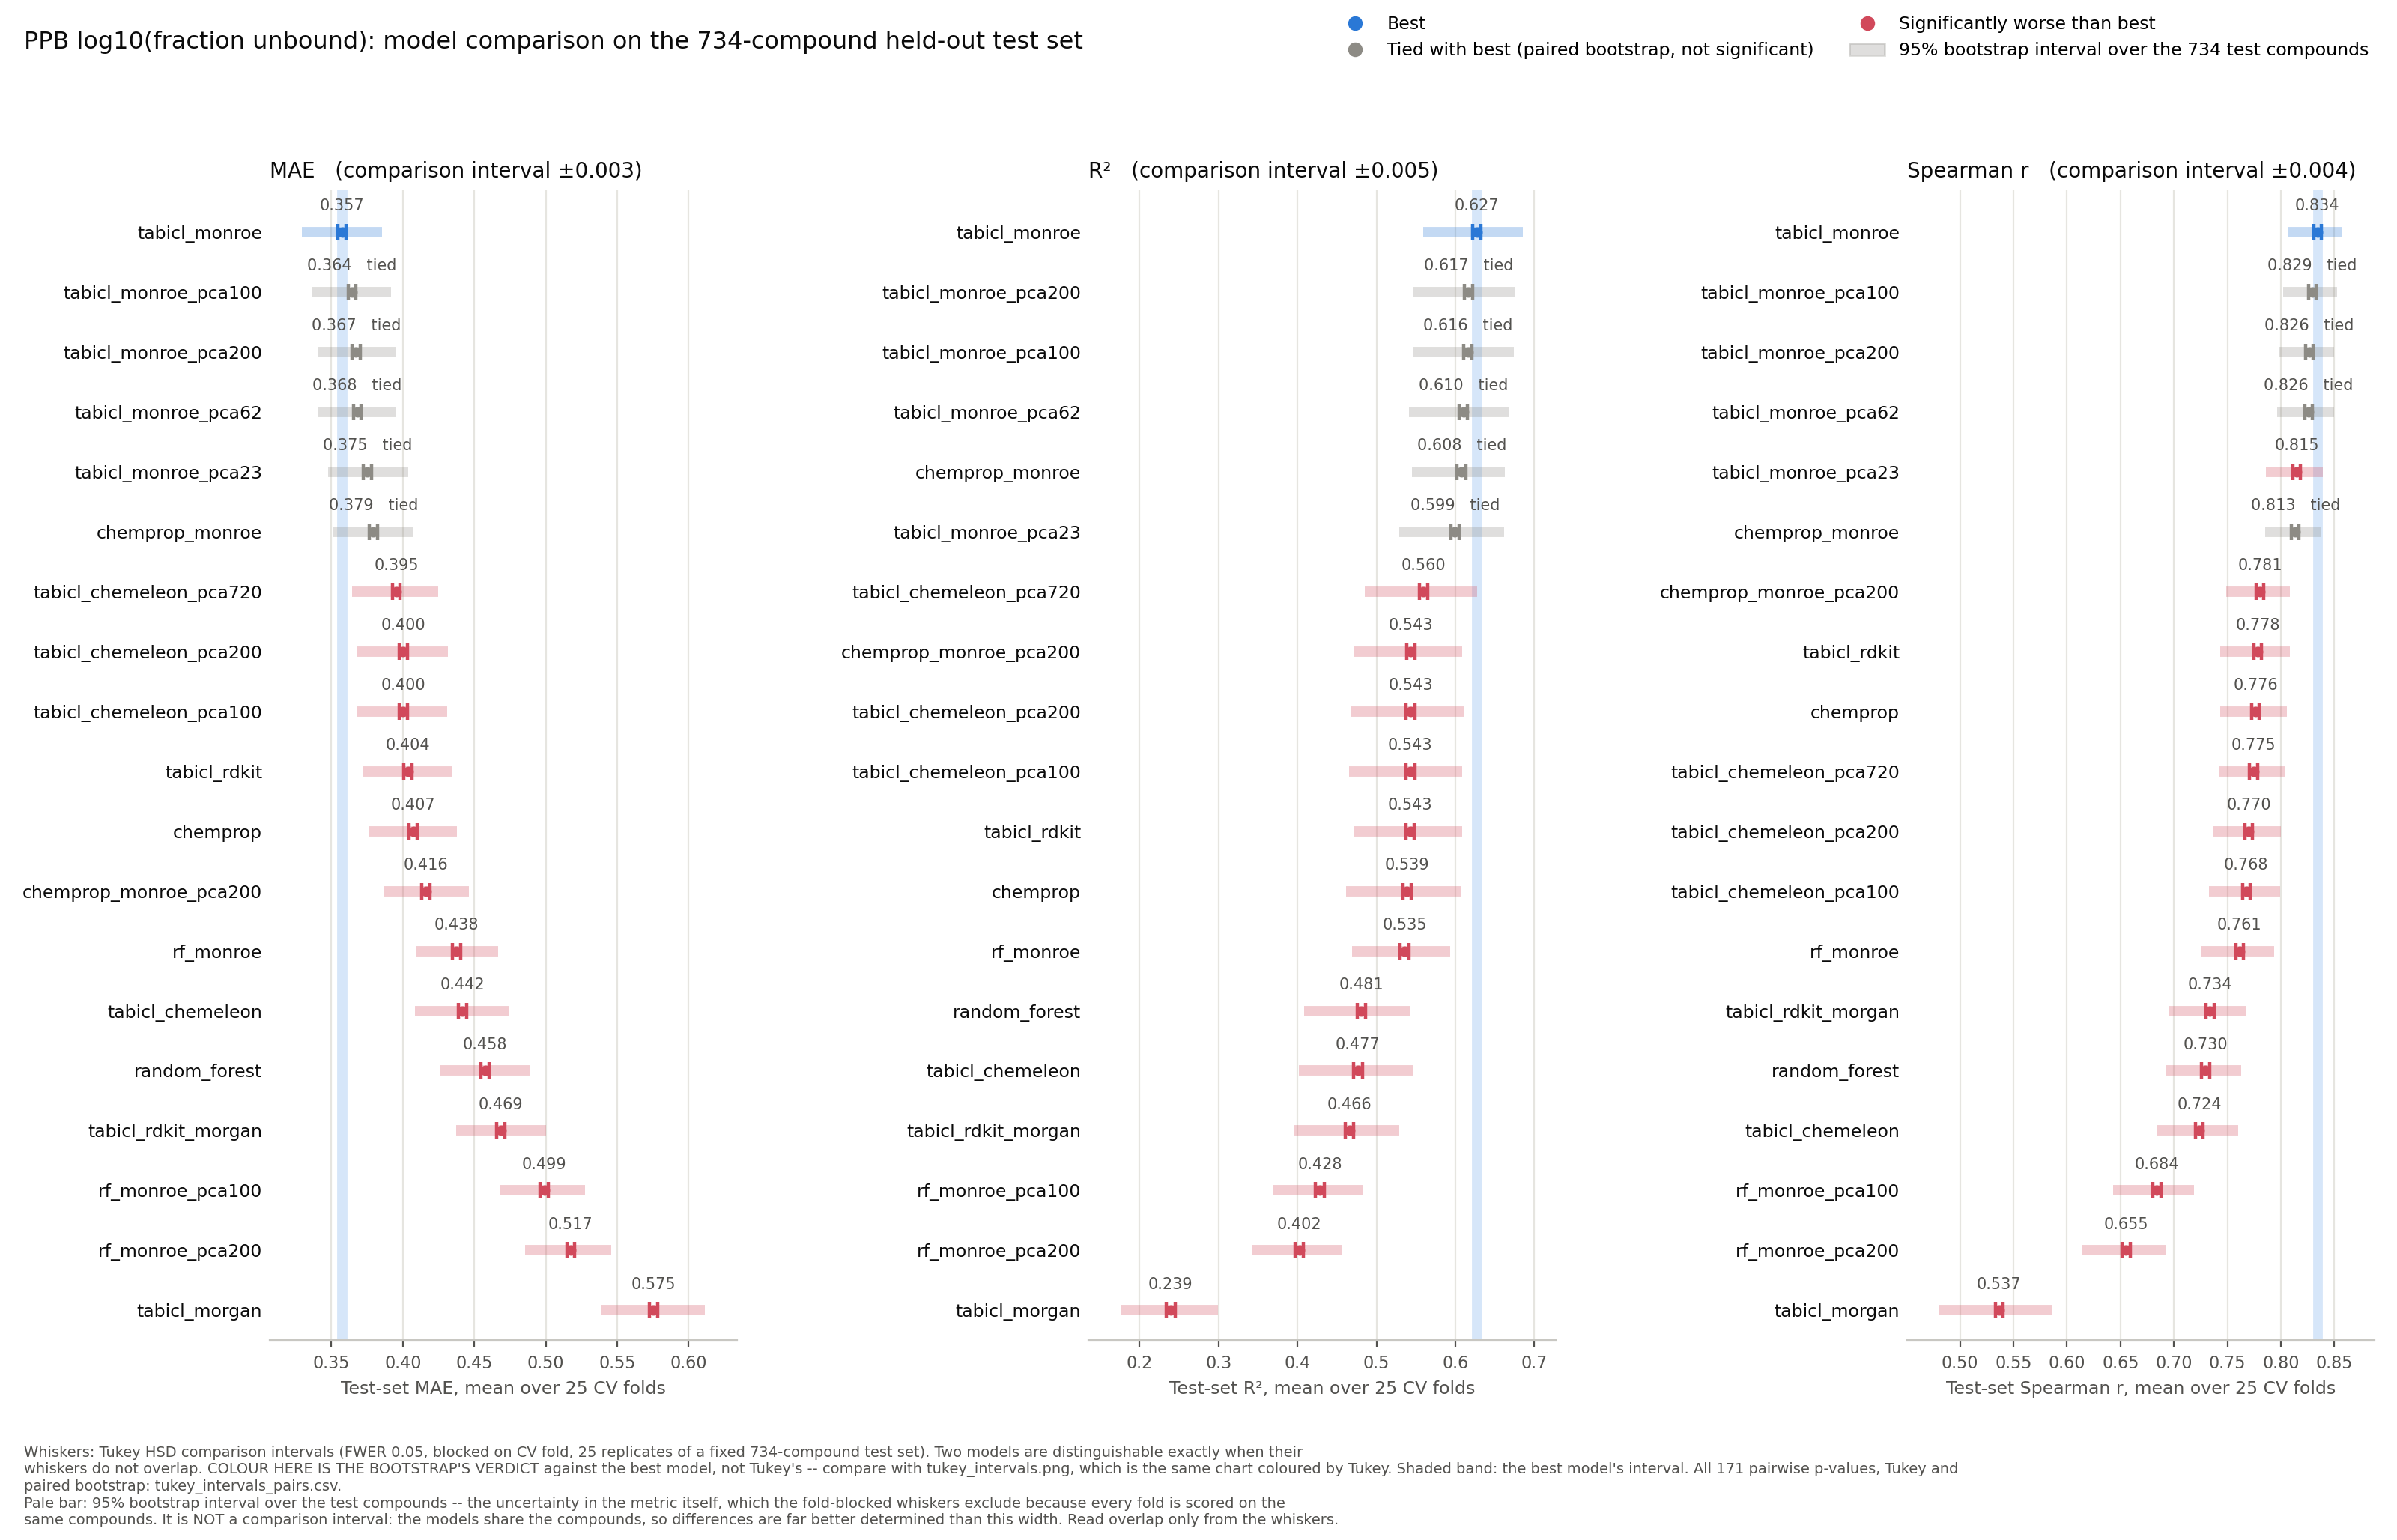 PPB log10(fraction unbound): model comparison on the 734-compound held-out test set
Best
Tied with best (paired bootstrap, not significant)
Significantly worse than best
95% bootstrap interval over the 734 test compounds
MAE (comparison interval ±0.003)
0.357
tabicl_monroe
0.364 tied
tabicl_monroe_pca100
0.367 tied
tabicl_monroe_pca200
0.368 tied
tabicl_monroe_pca62
0.375 tied
tabicl_monroe_pca23
0.379 tied
chemprop_monroe
0.395
tabicl_chemeleon_pca720
0.400
tabicl_chemeleon_pca200
0.400
tabicl_chemeleon_pca100
0.404
tabicl_rdkit
0.407
chemprop
0.416
chemprop_monroe_pca200
0.438
rf_monroe
0.442
tabicl_chemeleon
0.458
random_forest
0.469
tabicl_rdkit_morgan
0.499
rf_monroe_pca100
0.517
rf_monroe_pca200
0.575
tabicl_morgan
0.35 0.40 0.45 0.50 0.55 0.60
Test-set MAE, mean over 25 CV folds
R² (comparison interval ±0.005)
0.627
tabicl_monroe
0.617 tied
tabicl_monroe_pca200
0.616 tied
tabicl_monroe_pca100
0.610 tied
tabicl_monroe_pca62
0.608 tied
chemprop_monroe
0.599 tied
tabicl_monroe_pca23
0.560
tabicl_chemeleon_pca720
0.543
chemprop_monroe_pca200
0.543
tabicl_chemeleon_pca200
0.543
tabicl_chemeleon_pca100
0.543
tabicl_rdkit
0.539
chemprop
0.535
rf_monroe
0.481
random_forest
0.477
tabicl_chemeleon
0.466
tabicl_rdkit_morgan
0.428
rf_monroe_pca100
0.402
rf_monroe_pca200
0.239
tabicl_morgan
0.2 0.3 0.4 0.5 0.6 0.7
Test-set R², mean over 25 CV folds
Spearman r (comparison interval ±0.004)
0.834
tabicl_monroe
0.829 tied
tabicl_monroe_pca100
0.826 tied
tabicl_monroe_pca200
0.826 tied
tabicl_monroe_pca62
0.815
tabicl_monroe_pca23
0.813 tied
chemprop_monroe
0.781
chemprop_monroe_pca200
0.778
tabicl_rdkit
0.776
chemprop
0.775
tabicl_chemeleon_pca720
0.770
tabicl_chemeleon_pca200
0.768
tabicl_chemeleon_pca100
0.761
rf_monroe
0.734
tabicl_rdkit_morgan
0.730
random_forest
0.724
tabicl_chemeleon
0.684
rf_monroe_pca100
0.655
rf_monroe_pca200
0.537
tabicl_morgan
0.50 0.55 0.60 0.65 0.70 0.75 0.80 0.85
Test-set Spearman r, mean over 25 CV folds
Whiskers: Tukey HSD comparison intervals (FWER 0.05, blocked on CV fold, 25 replicates of a fixed 734-compound test set). Two models are distinguishable exactly when their
whiskers do not overlap. COLOUR HERE IS THE BOOTSTRAP'S VERDICT against the best model, not Tukey's -- compare with tukey_intervals.png, which is the same chart coloured by Tukey. Shaded band: the best model's interval. All 171 pairwise p-values, Tukey and
paired bootstrap: tukey_intervals_pairs.csv.
Pale bar: 95% bootstrap interval over the test compounds -- the uncertainty in the metric itself, which the fold-blocked whiskers exclude because every fold is scored on the
same compounds. It is NOT a comparison interval: the models share the compounds, so differences are far better determined than this width. Read overlap only from the whiskers.